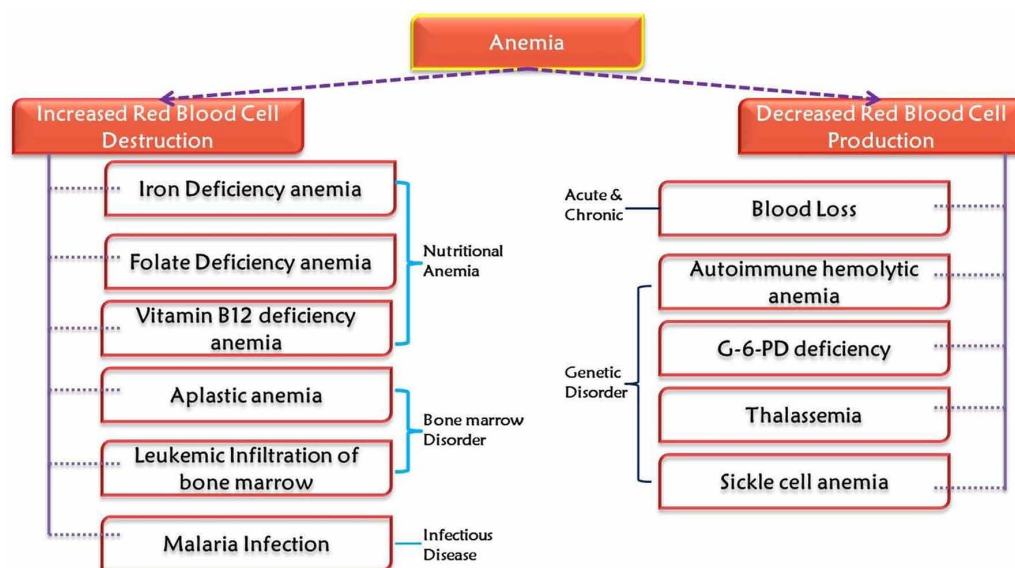 Anemia
Increased Red Blood Cell
Destruction
Iron Deficiency anemia
Folate Deficiency anemia
Vitamin B12 deficiency
anemia
Nutritional
Anemia
Aplastic anemia
Leukemic Infiltration of
bone marrow
Bone marrow
Disorder
Malaria Infection
Infectious
Disease
Decreased Red Blood Cell
Production
Acute &
Chronic
Blood Loss
Autoimmune hemolytic
anemia
G-6-PD deficiency
Thalassemia
Sickle cell anemia
Genetic
Disorder